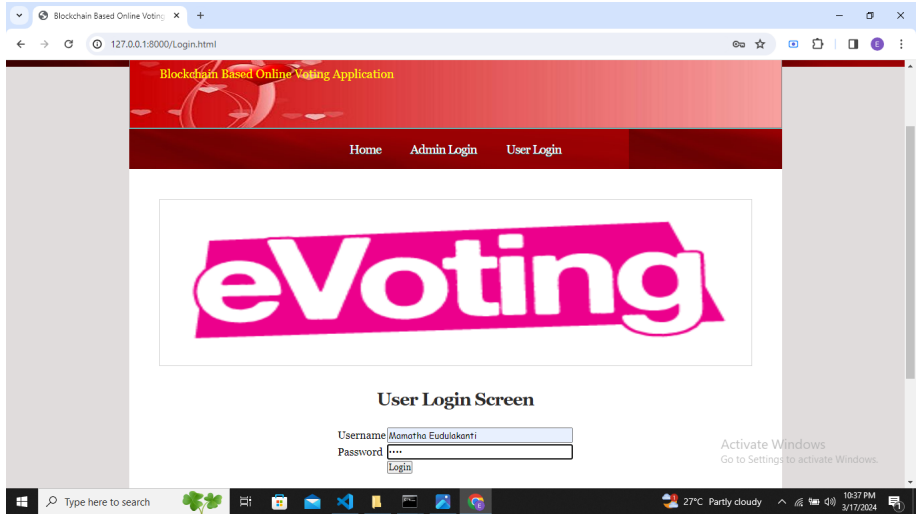 Blockchain Based Online Voting
127.0.0.1:8000/Login.html
E
Blockchain Based Online Voting Application
Home Admin Login User Login
eVoting
User Login Screen
Username Mamatha Eudulakanti
Password ••••
Login
Activate Windows
Go to Settings to activate Windows.
Type here to search
27°C Partly cloudy
10:37 PM
3/17/2024